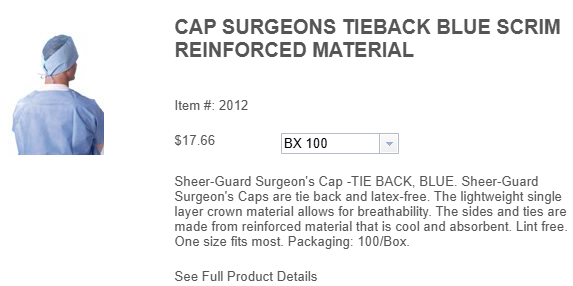 CAP SURGEONS TIEBACK BLUE SCRIM
REINFORCED MATERIAL
Item #: 2012
$17.66
BX 100
Sheer-Guard Surgeon's Cap -TIE BACK, BLUE. Sheer-Guard
Surgeon's Caps are tie back and latex-free. The lightweight single
layer crown material allows for breathability. The sides and ties are
made from reinforced material that is cool and absorbent. Lint free.
One size fits most. Packaging: 100/Box.
See Full Product Details